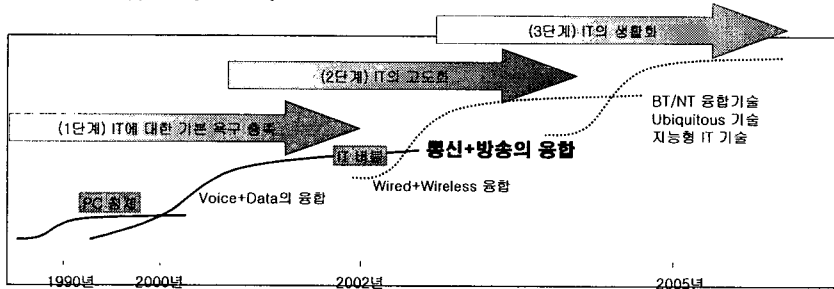 (3단계) IT의 생활화
(2단계) IT의 고도화
(1단계) IT에 대한 기본 욕구 충족
BT/NT 융합기술
Ubiquitous 기술
지능형 IT 기술
통신+방송의 융합
IT 버블
Wired+Wireless 융합
Voice+Data의 융합
PC 침체
1990년
2000년
2002년
2005년